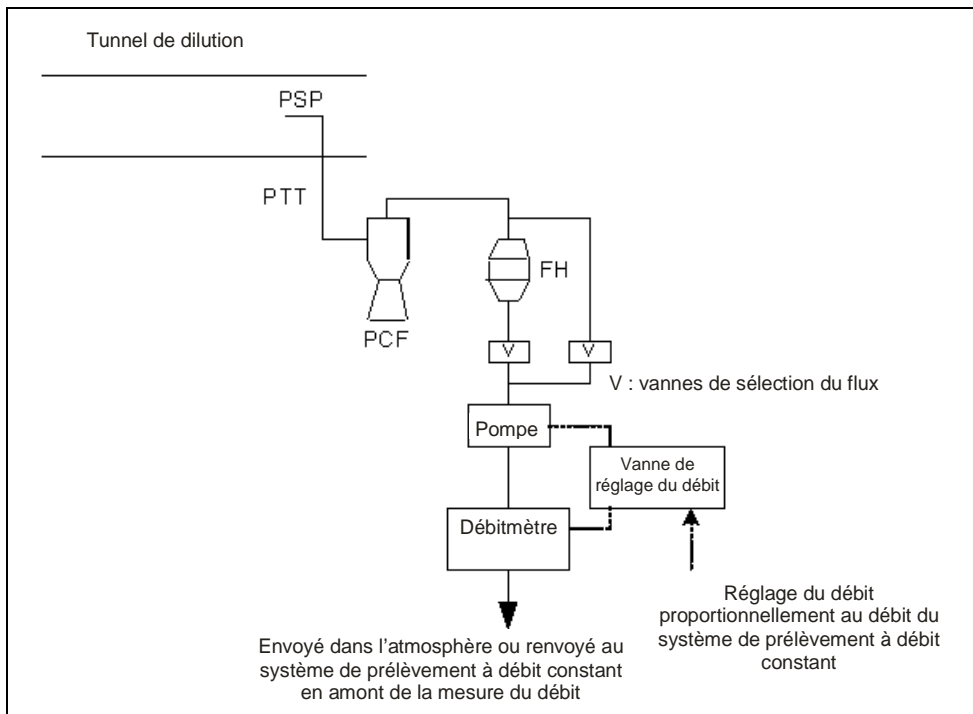 Tunnel de dilution
PSP
PTT
FH
PCF
V
V
V : vannes de sélection du flux
Pompe
Vanne de
réglage du débit
Débitmètre
Réglage du débit
proportionnellement au débit du
système de prélèvement à débit
constant
Envoyé dans l'atmosphère ou renvoyé au
système de prélèvement à débit constant
en amont de la mesure du débit